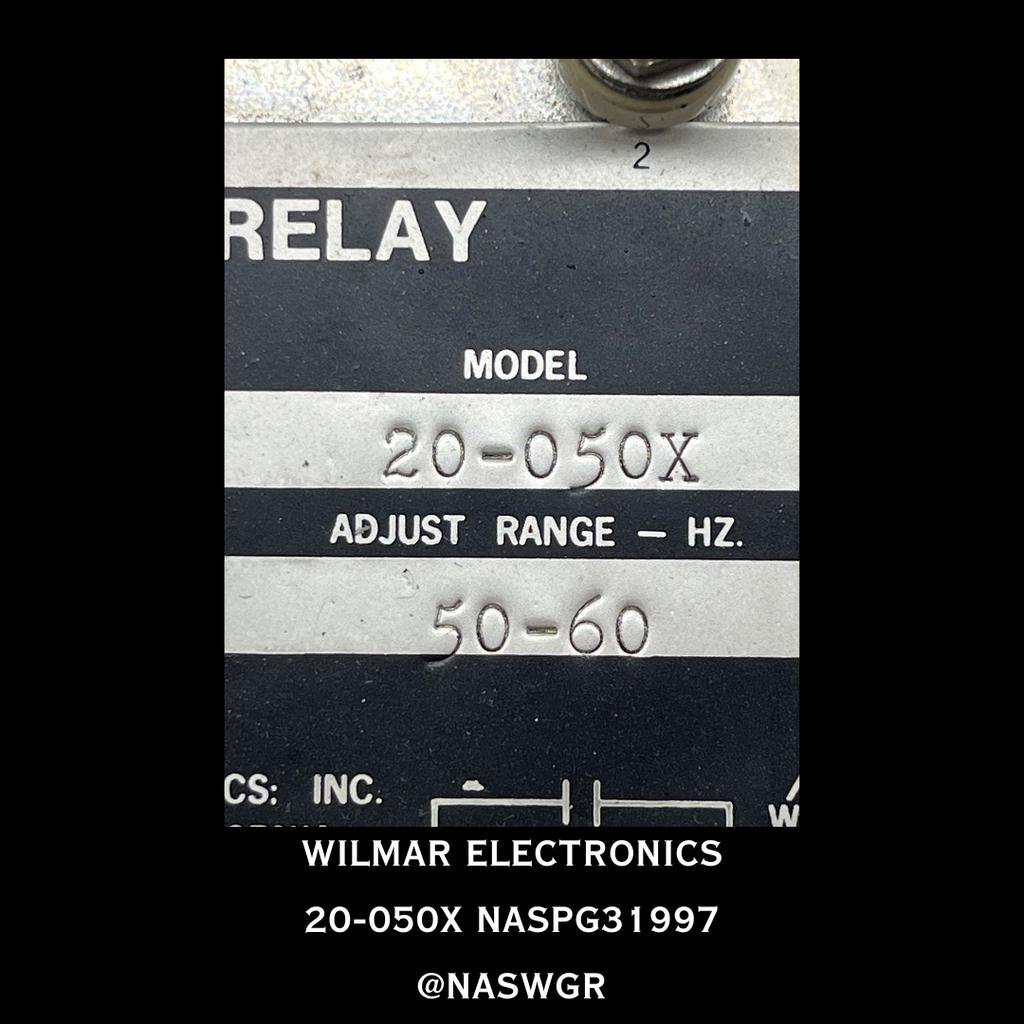 2
RELAY
MODEL
20-050X
ADJUST RANGE — HZ.
50-60
CS; INC.
WILMAR ELECTRONICS
20-050X NASPG31997
@NASWGR